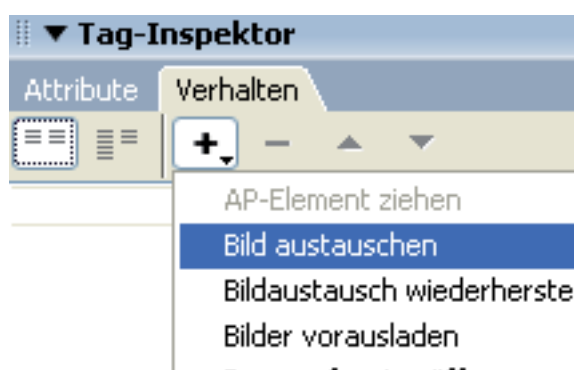 Tag-Inspektor
Attribute Verhalten
AP-Element ziehen
Bild austauschen
Bildaustausch wiederherste
Bilder vorausladen